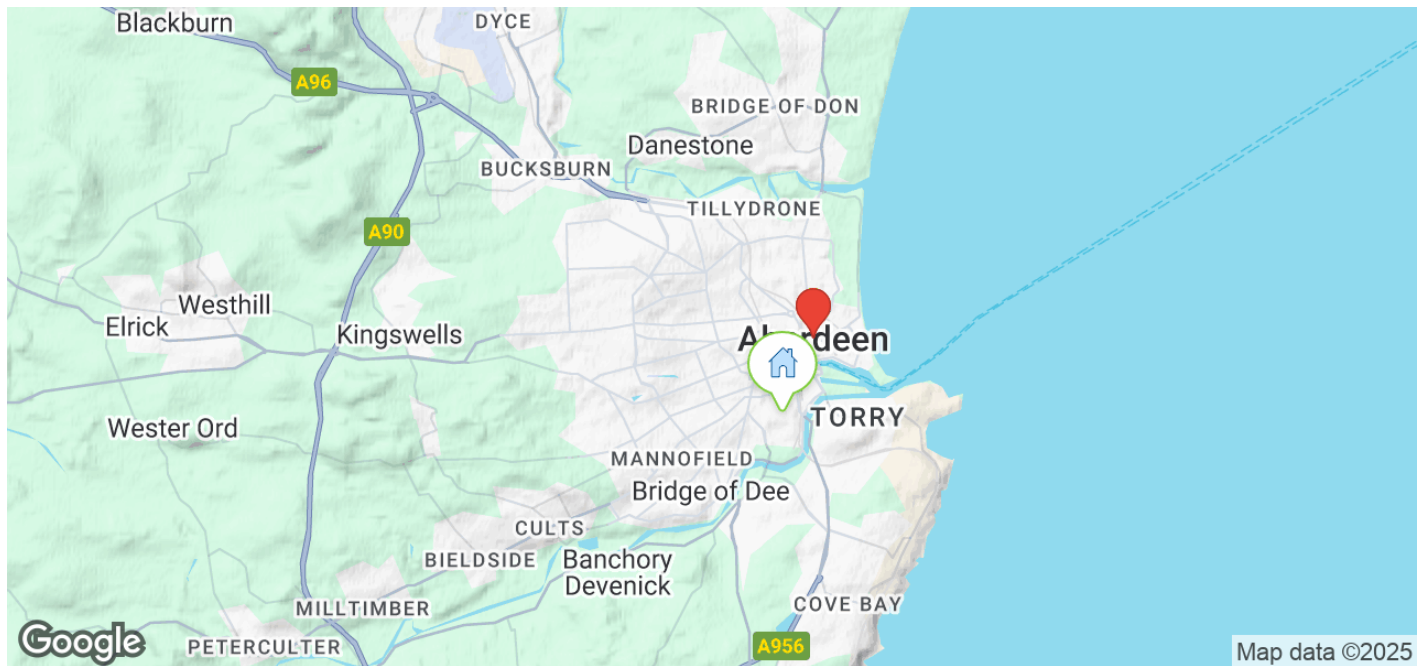 Blackburn
DYCE
A96
BRIDGE OF DON
Danestone
BUCKSBURN
TILLYDRONE
A90
Westhill
Elrick
Kingswells
Aberdeen
TORRY
Wester Ord
MANNOFIELD
Bridge of Dee
CULTS
BIELDSIDE
Banchory
Devenick
MILLTIMBER
COVE BAY
PETERCULTER
A956
Google
Map data ©2025